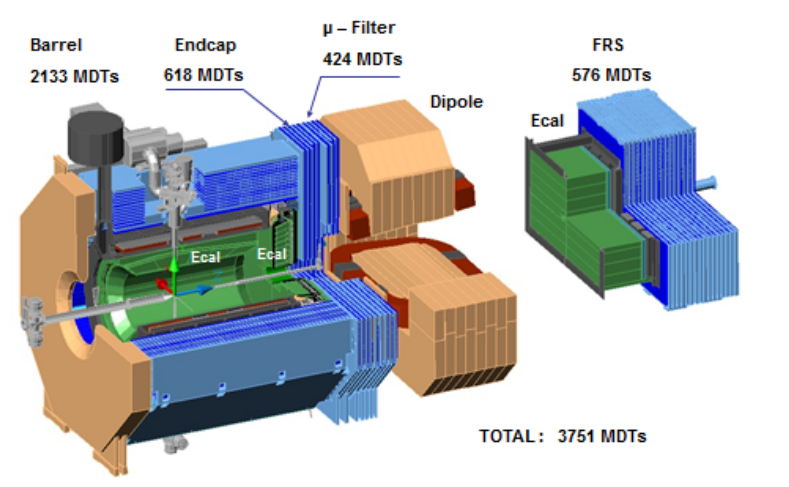 Barrel
2133 MDTs
Endcap
618 MDTs
μ – Filter
424 MDTs
Dipole
FRS
576 MDTs
Ecal
Ecal
Ecal
TOTAL : 3751 MDTs